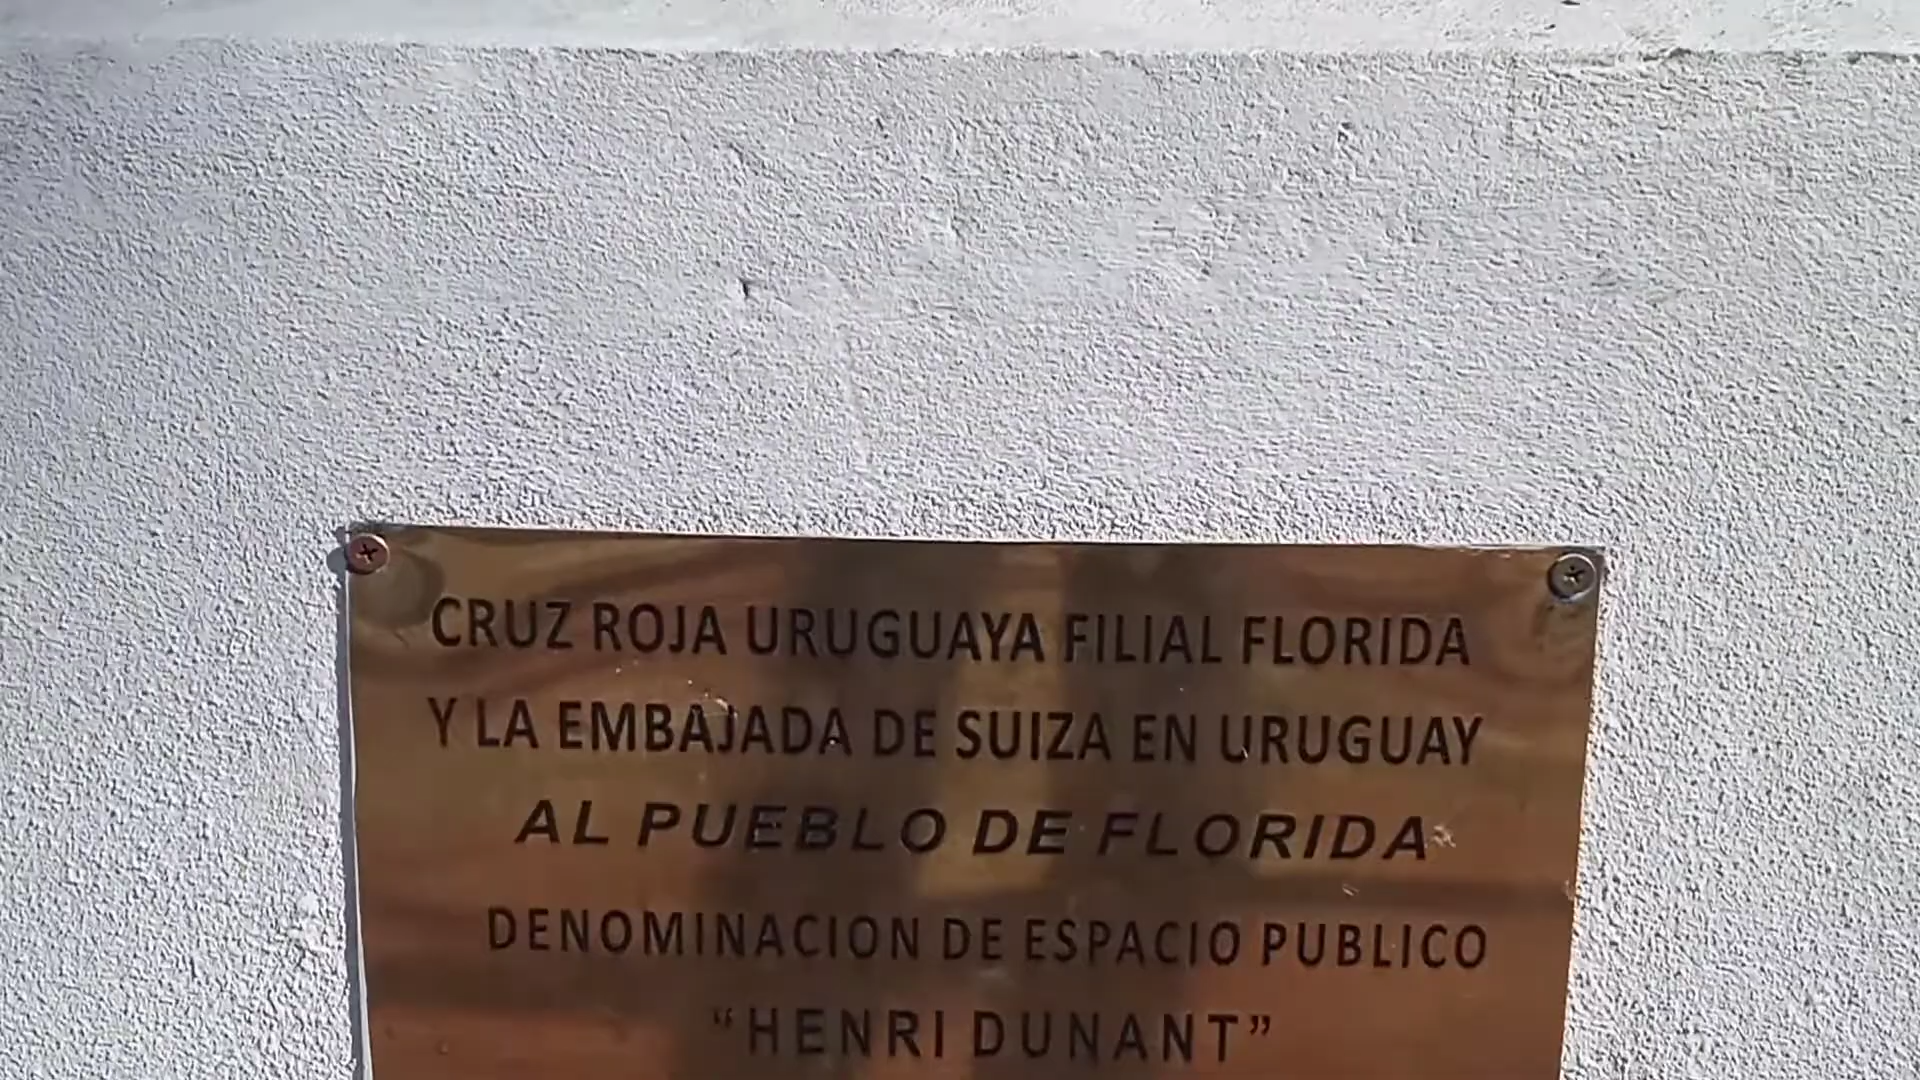 CRUZ ROJA URUGUAYA FILIAL FLORIDA
Y LA EMBAJADA DE SUIZA EN URUGUAY
AL PUEBLO DE FLORIDA
DENOMINACION DE ESPACIO PUBLICO
“HENRI DUNANT”